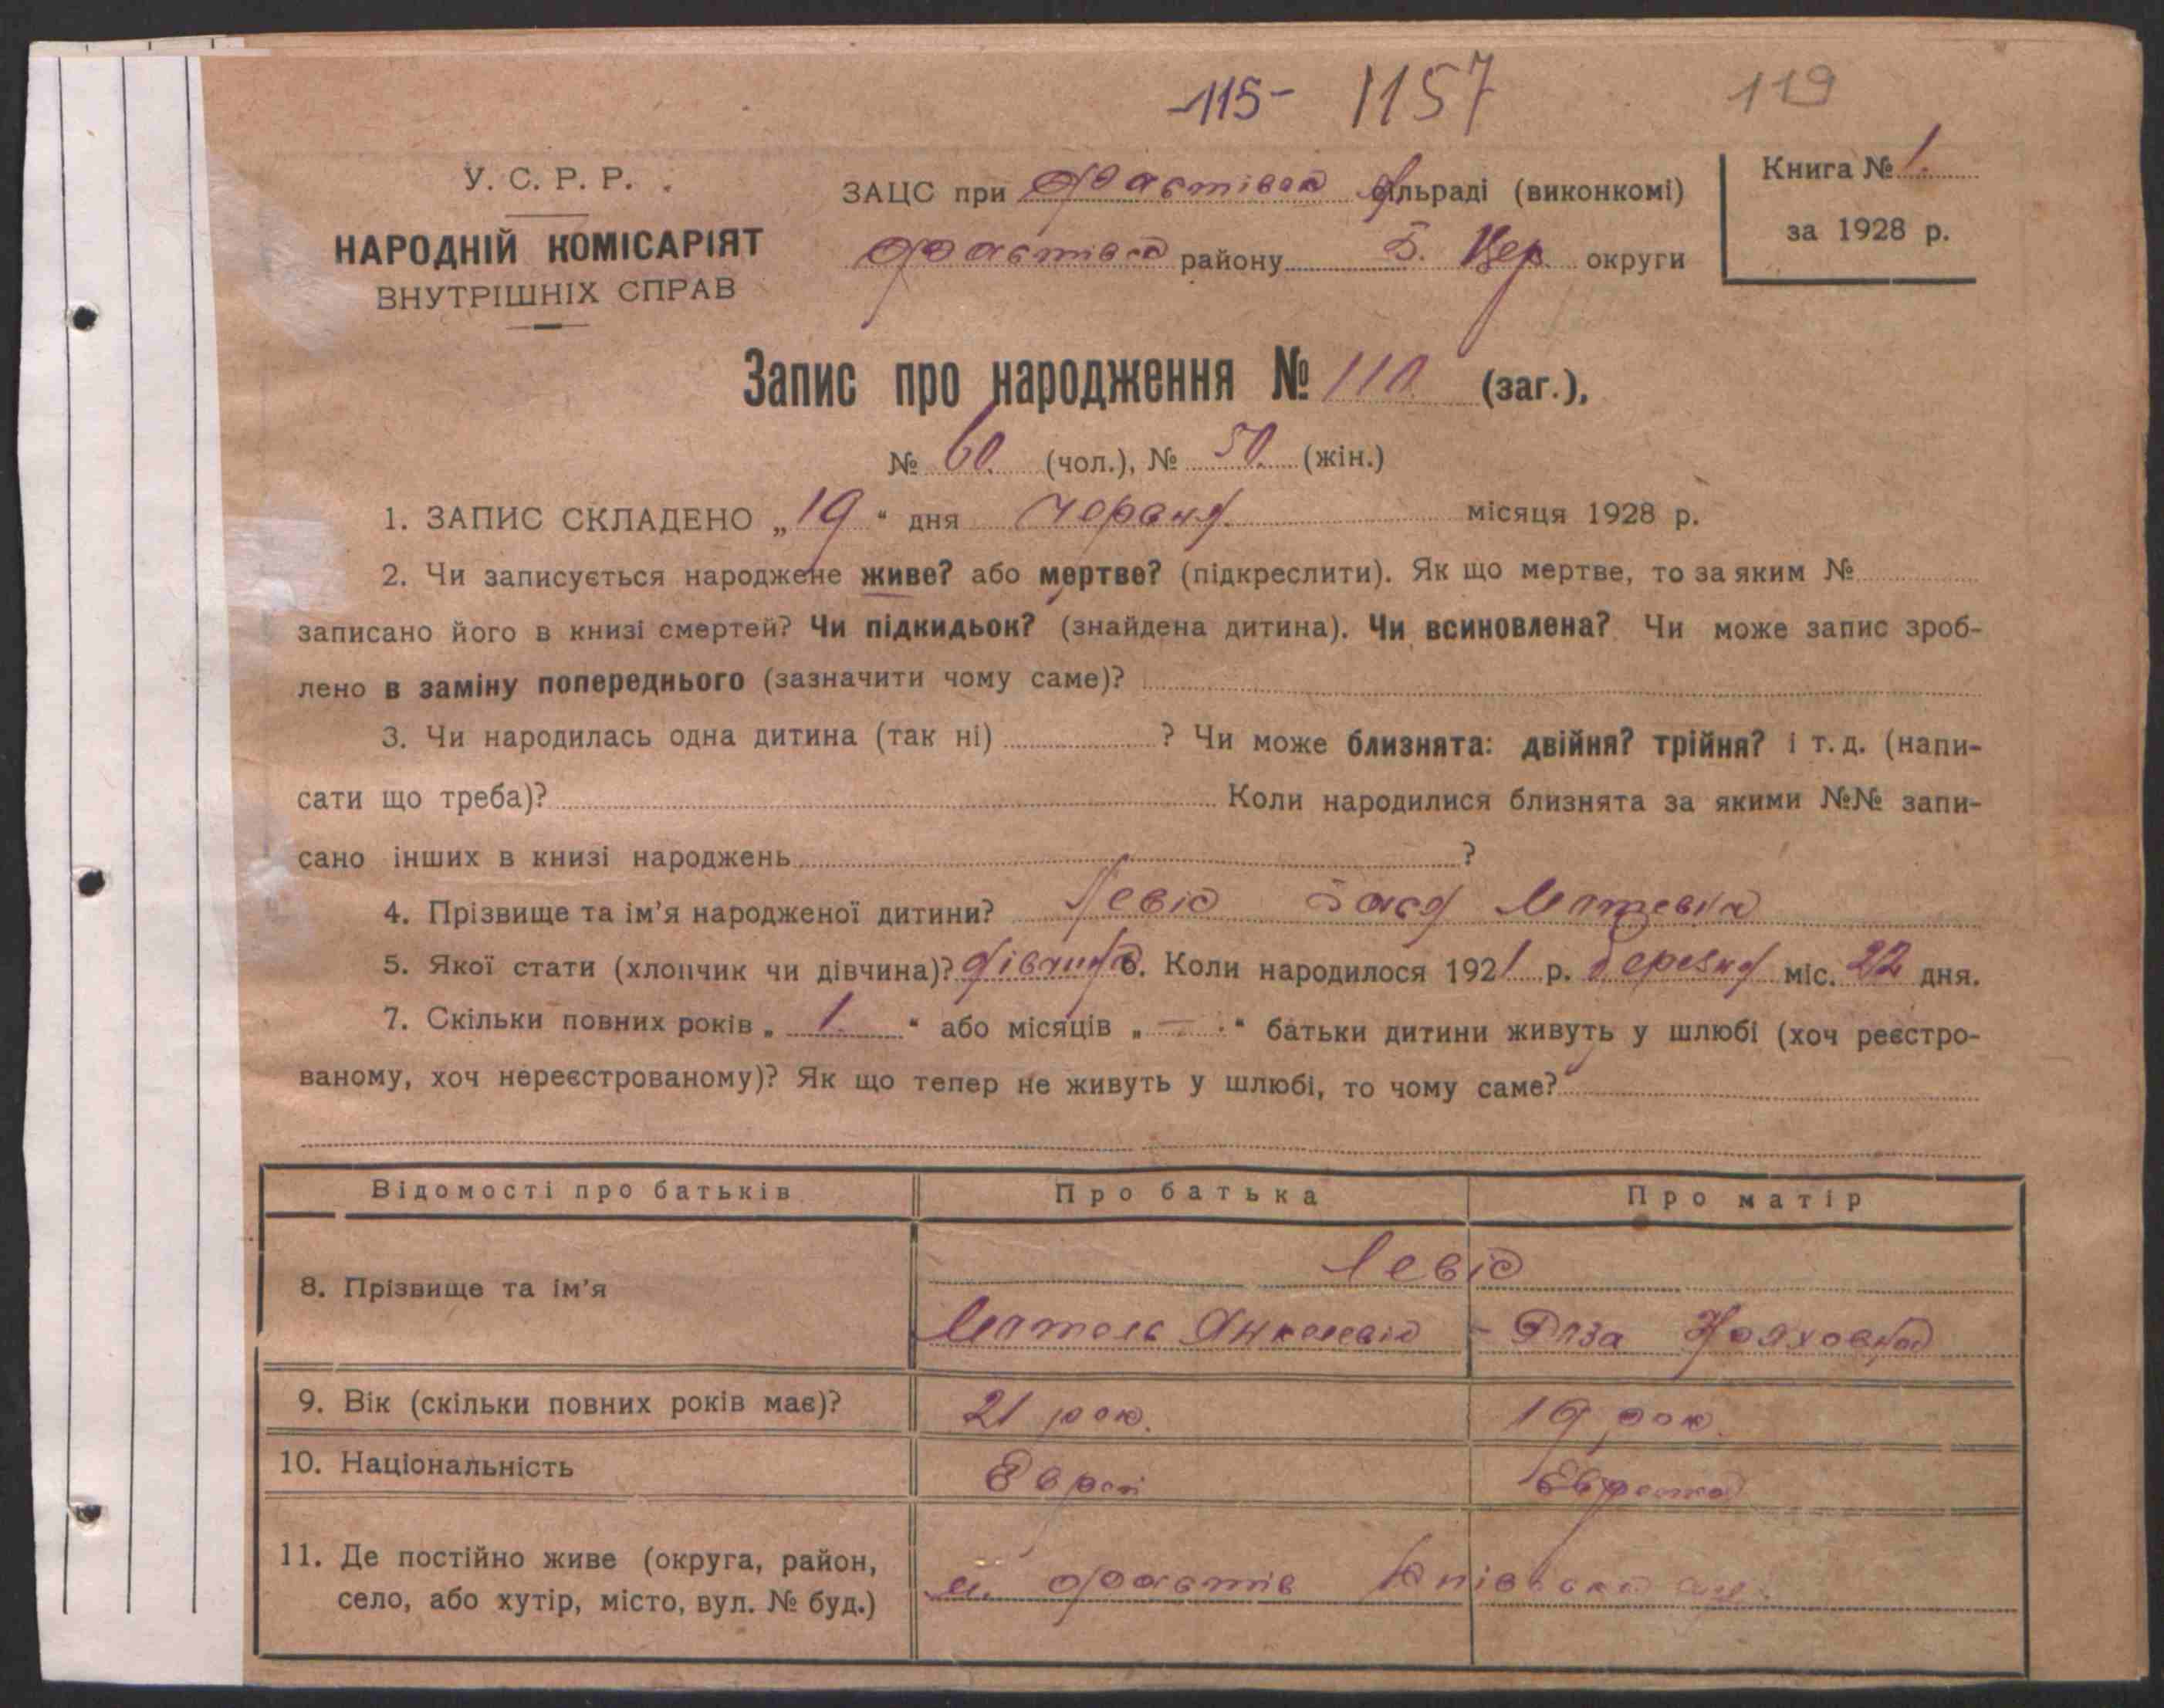 -115- 1157 119
У. С. Р. Р.
НАРОДНІЙ КОМІСАРІЯТ
ВНУТРІШНІХ СПРАВ
ЗАЦС при Фастівск сільраді (виконкомі)
Фастівск району Б. Цер. округи
Книга № 1.
за 1928 р.
Запис про народження № 110. (заг.),
№ 60. (чол.), № 50. (жін.)
1. ЗАПИС СКЛАДЕНО „19“ дня червня місяця 1928 р.
2. Чи записується народжене живе? або мертве? (підкреслити). Як що мертве, то за яким №
записано його в книзі смертей? Чи підкидьок? (знайдена дитина). Чи всиновлена? Чи може запис зроб-
лено в заміну попереднього (зазначити чому саме)?
3. Чи народилась одна дитина (так ні) ? Чи може близнята: двійня? трійня? і т. д. (напи-
сати що треба)? Коли народилися близнята за якими №№ запи-
сано інших в книзі народжень ?
4. Прізвище та ім’я народженої дитини? Левіт
5. Якої стати (хлопчик чи дівчина)? дівчина 6. Коли народилося 1921 р. березня міс. 22 дня.
7. Скільки повних років „ 1. “ або місяців „ — “ батьки дитини живуть у шлюбі (хоч реєстро-
ваному, хоч нереєстрованому)? Як що тепер не живуть у шлюбі, то чому саме?
Відомості про батьків Про батька Про матір
8. Прізвище та ім’я Левіт
9. Вік (скільки повних років має)? 21 рок. 19 рок.
10. Національність Еврей Еврейка
11. Де постійно живе (округа, район,
село, або хутір, місто, вул. № буд.) м. Фастів